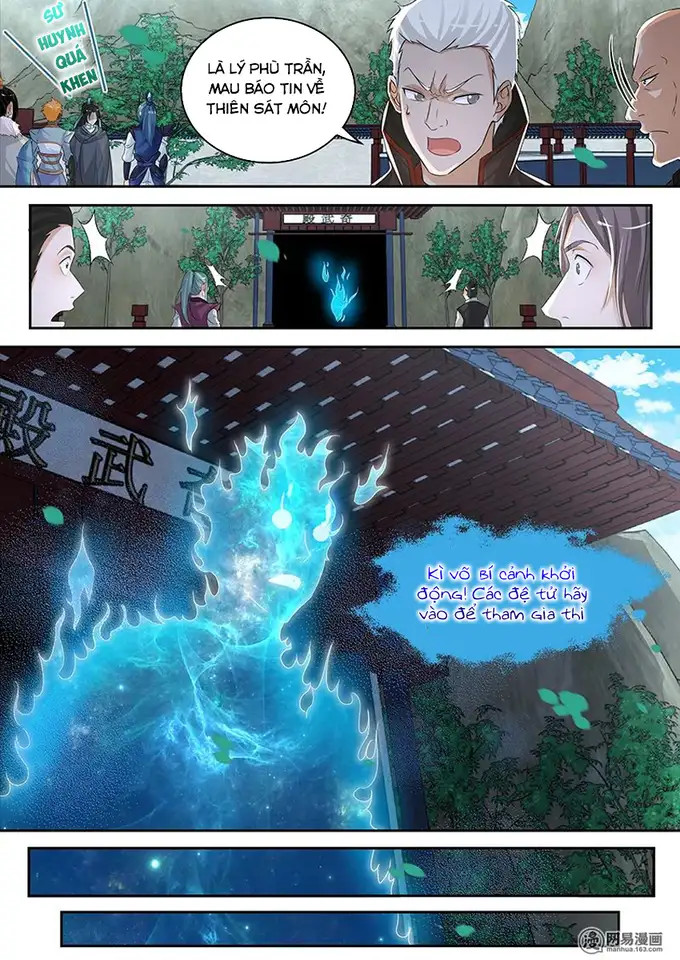 SƯ
HUYNH
QUÁ
KHEN
LÀ LÝ PHÙ TRẦN,
MAU BÁO TIN VỀ
THIÊN SÁT MÔN!
殿武奇
殿武
Kì võ bí cảnh khởi
động! Các đệ tử hãy
vào để tham gia thi
网易漫画
manhua.163.com